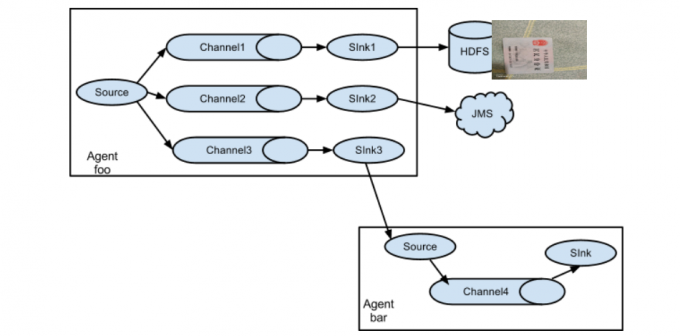 Channel1
SInk1
HDFS
Source
Channel2
SInk2
JMS
Channel3
SInk3
Agent
foo
Source
SInk
Channel4
Agent
bar